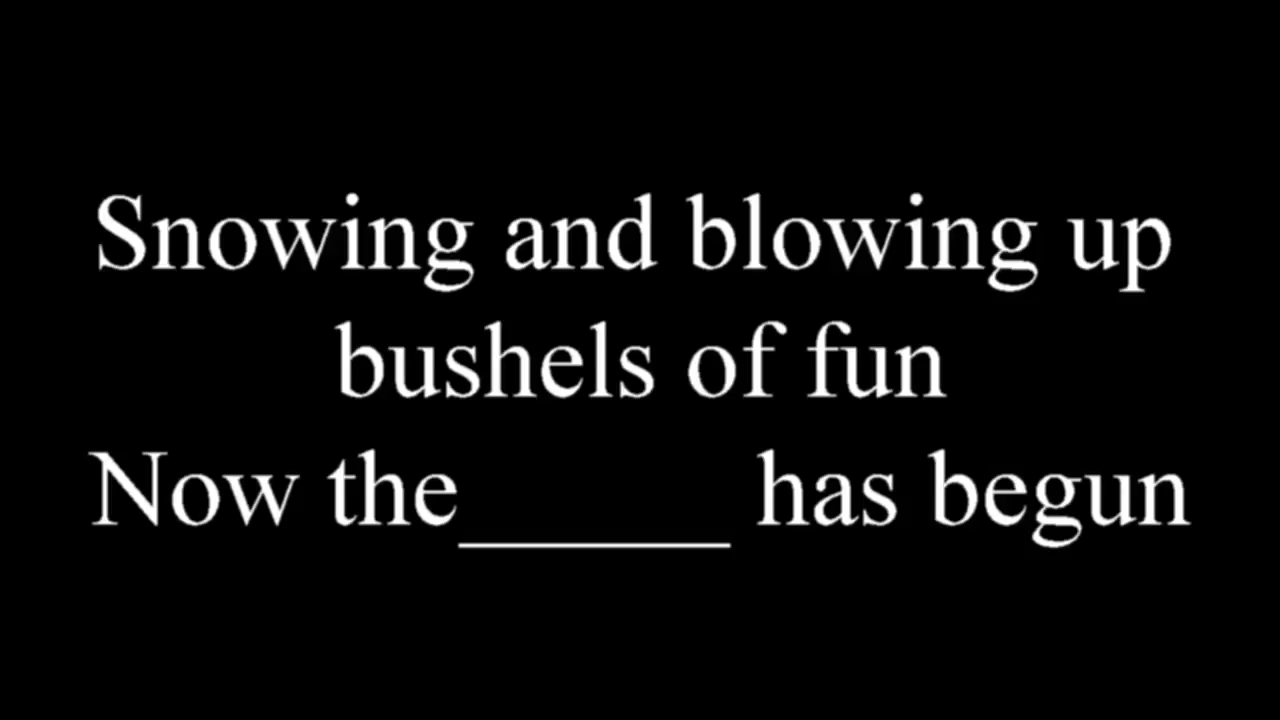 Snowing and blowing up
bushels of fun
Now the______ has begun